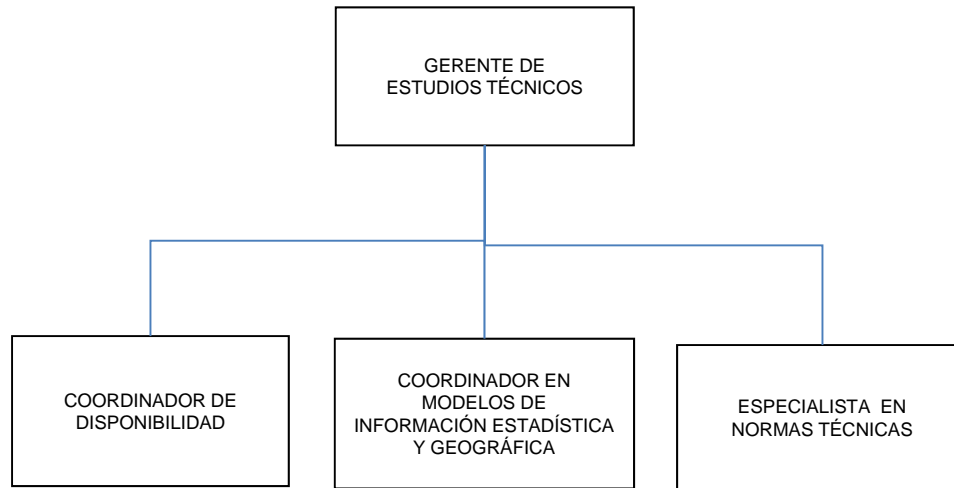 GERENTE DE
ESTUDIOS TÉCNICOS
COORDINADOR DE
DISPONIBILIDAD
COORDINADOR EN
MODELOS DE
INFORMACIÓN ESTADÍSTICA
Y GEOGRÁFICA
ESPECIALISTA EN
NORMAS TÉCNICAS